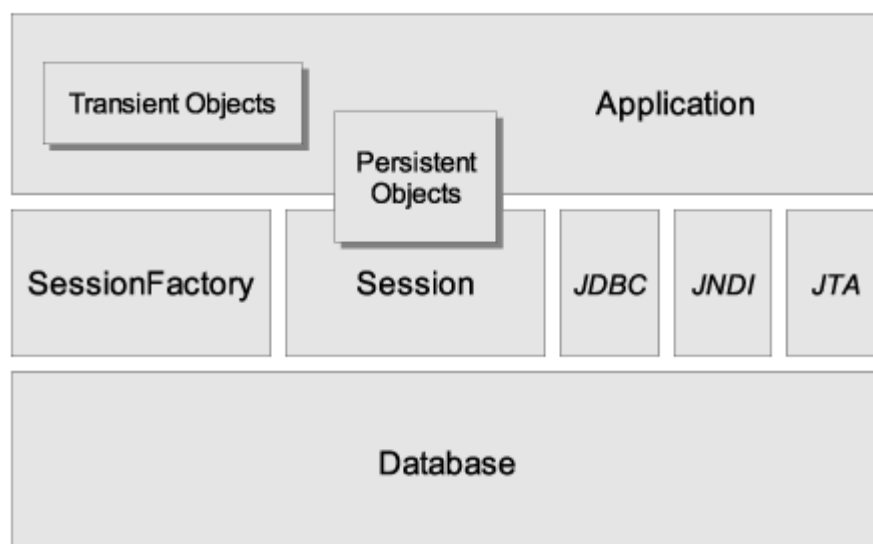 Transient Objects
Application
Persistent
Objects
SessionFactory
Session
JDBC
JNDI
JTA
Database